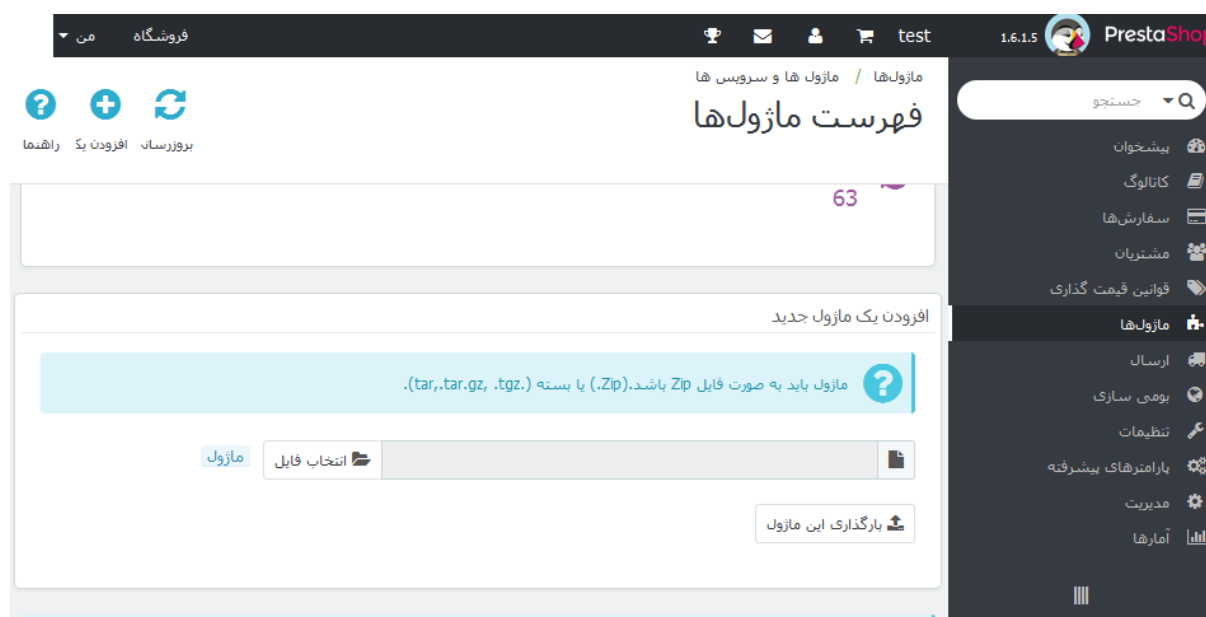 PrestaShop 1.6.1.5
test
فروشگاه
من
جستجو
پیشخوان
کاتالوگ
سفارش‌ها
مشتریان
قوانین قیمت گذاری
ماژول‌ها
ارسال
بومی سازی
تنظیمات
پارامترهای پیشرفته
مدیریت
آمارها
ماژول‌ها / ماژول ها و سرویس ها
فهرست ماژول‌ها
بروزرسانی
افزودن یک
راهنما
63
افزودن یک ماژول جدید
ماژول باید به صورت فایل Zip باشد.(Zip.) یا بسته (.tar,.tar.gz, .tgz).
انتخاب فایل
ماژول
بارگذاری این ماژول